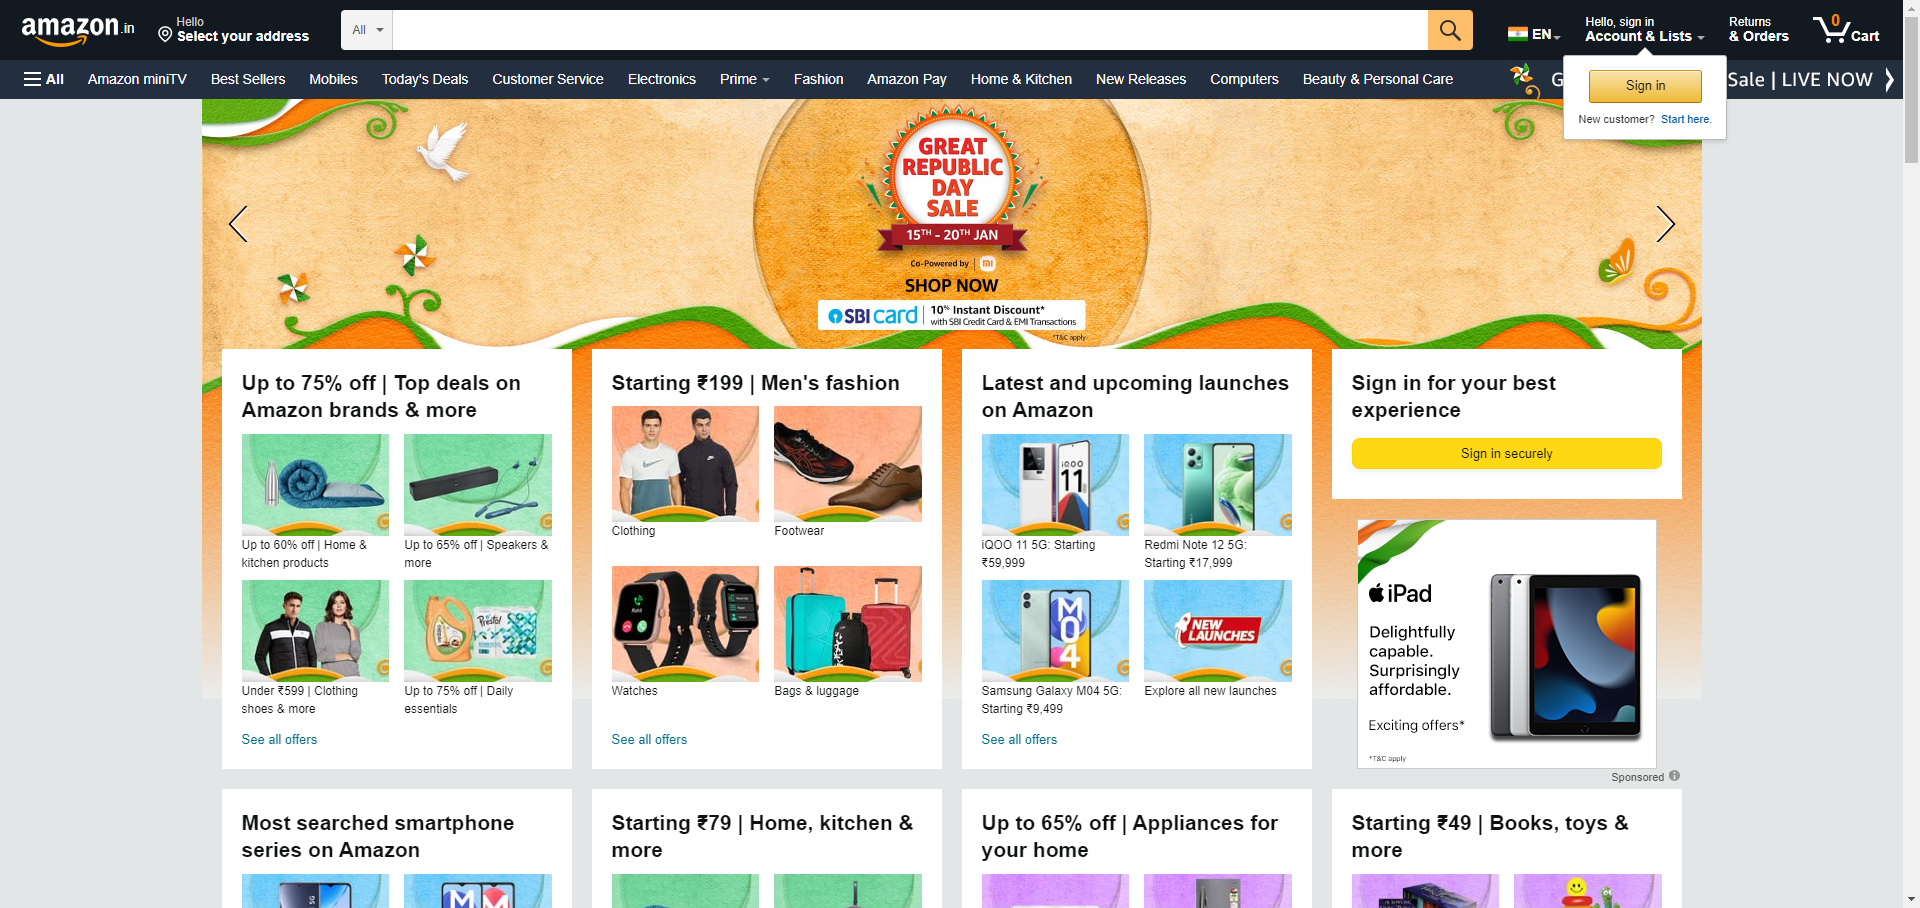 amazon.in
Hello
Select your address
All
EN
Hello, sign in
Account & Lists
Returns
& Orders
0
Cart
All
Amazon miniTV
Best Sellers
Mobiles
Today's Deals
Customer Service
Electronics
Prime
Fashion
Amazon Pay
Home & Kitchen
New Releases
Computers
Beauty & Personal Care
G
Sale | LIVE NOW
Sign in
New customer? Start here.
GREAT
REPUBLIC
DAY
SALE
15TH - 20TH JAN
Co-Powered by | mi
SHOP NOW
SBI card
10% Instant Discount*
with SBI Credit Card & EMI Transactions
*T&C apply
Up to 75% off | Top deals on
Amazon brands & more
Up to 60% off | Home &
kitchen products
Up to 65% off | Speakers &
more
Presto!
Under ₹599 | Clothing
shoes & more
Up to 75% off | Daily
essentials
See all offers
Starting ₹199 | Men's fashion
Clothing
Footwear
Watches
Bags & luggage
See all offers
Latest and upcoming launches
on Amazon
iQOO
11
iQOO 11 5G: Starting
₹59,999
Redmi Note 12 5G:
Starting ₹17,999
M04
NEW
LAUNCHES
Samsung Galaxy M04 5G:
Starting ₹9,499
Explore all new launches
See all offers
Sign in for your best
experience
Sign in securely
iPad
Delightfully
capable.
Surprisingly
affordable.
Exciting offers*
*T&C apply
Sponsored
Most searched smartphone
series on Amazon
5G
M M
Starting ₹79 | Home, kitchen &
more
Up to 65% off | Appliances for
your home
Starting ₹49 | Books, toys &
more